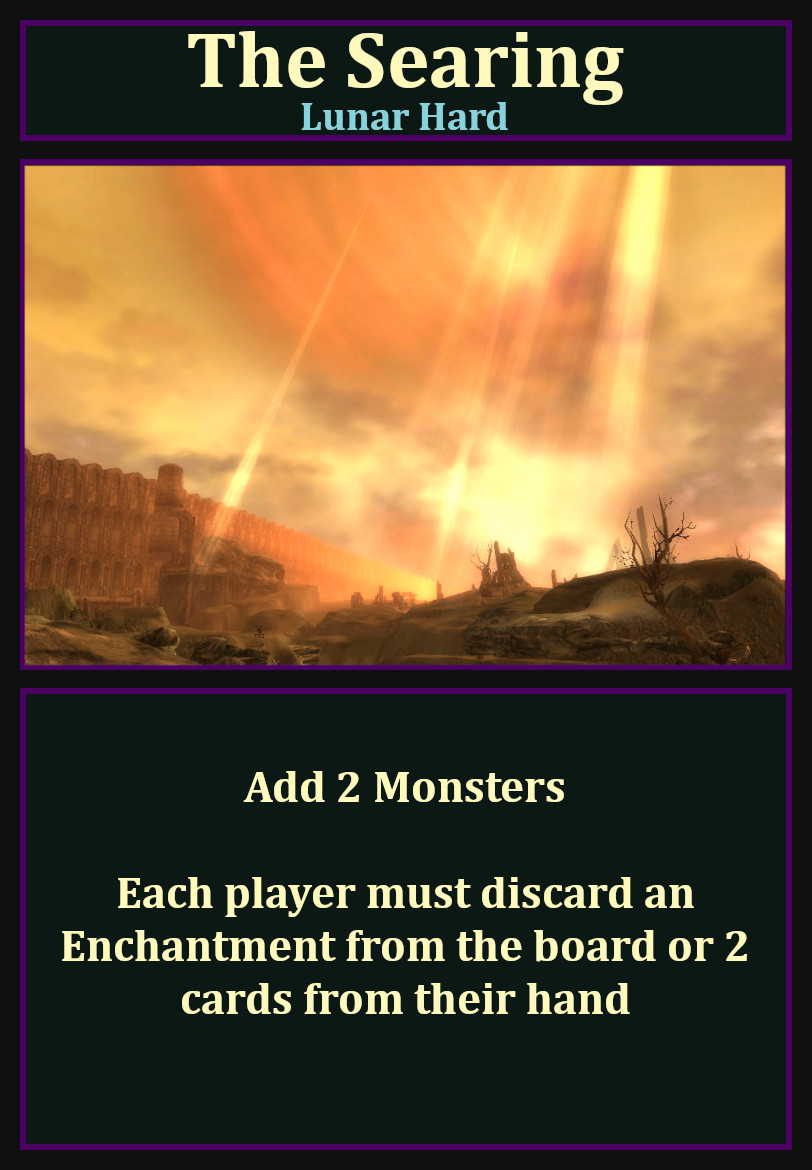 The Searing
Lunar Hard
Add 2 Monsters
Each player must discard an
Enchantment from the board or 2
cards from their hand